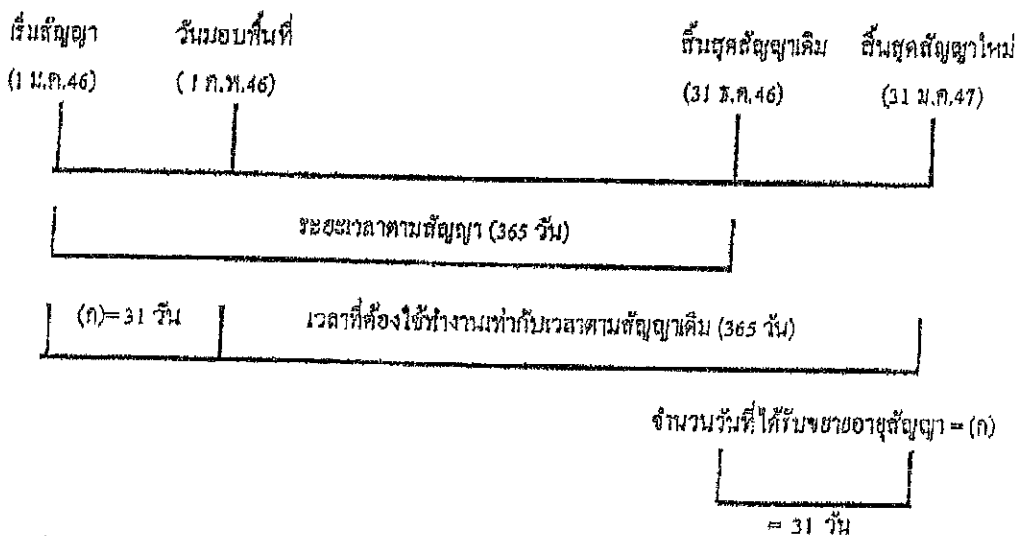 เริ่มสัญญา วันมอบพื้นที่ สิ้นสุดสัญญาเดิม สิ้นสุดสัญญาใหม่
(1 ม.ค.46) (1 ก.พ.46) (31 ธ.ค.46) (31 ม.ค.47)
ระยะเวลาตามสัญญา (365 วัน)
(ก)=31 วัน เวลาที่ต้องใช้ทำงานเท่ากับเวลาตามสัญญาเดิม (365 วัน)
จำนวนวันที่ได้รับขยายอายุสัญญา = (ก)
= 31 วัน